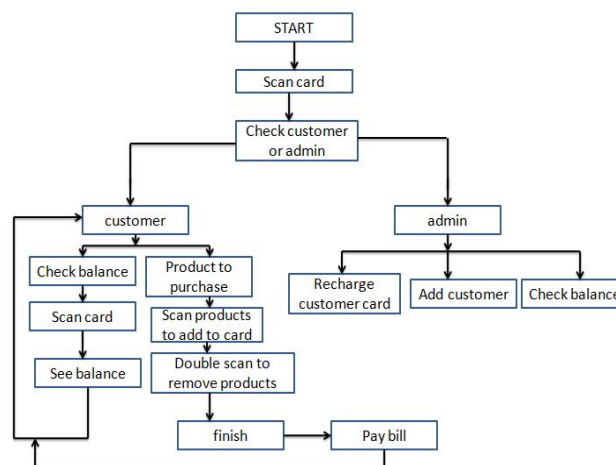 START
Scan card
Check customer
or admin
customer
admin
Check balance
Product to
purchase
Recharge
customer card
Add customer
Check balance
Scan card
Scan products
to add to card
See balance
Double scan to
remove products
finish
Pay bill